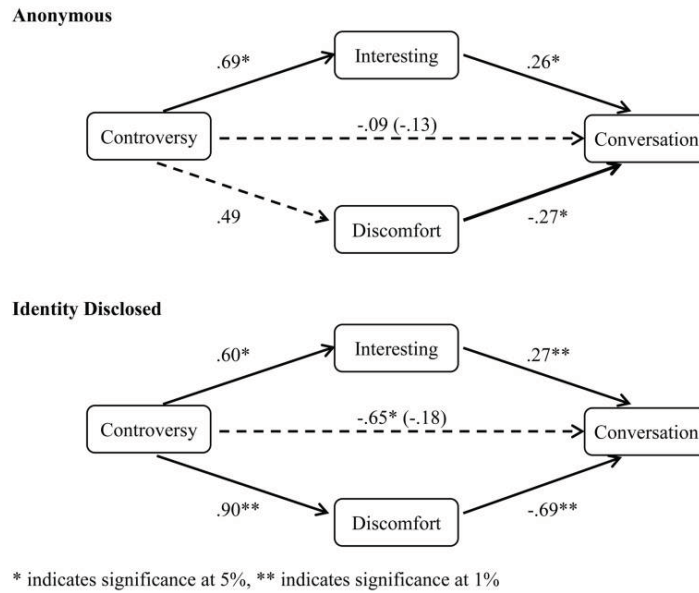 Anonymous
.69*
Interesting
.26*
Controversy
-.09 (-.13)
Conversation
.49
Discomfort
-.27*
Identity Disclosed
.60*
Interesting
.27**
Controversy
-.65* (-.18)
Conversation
.90**
Discomfort
-.69**
* indicates significance at 5%, ** indicates significance at 1%